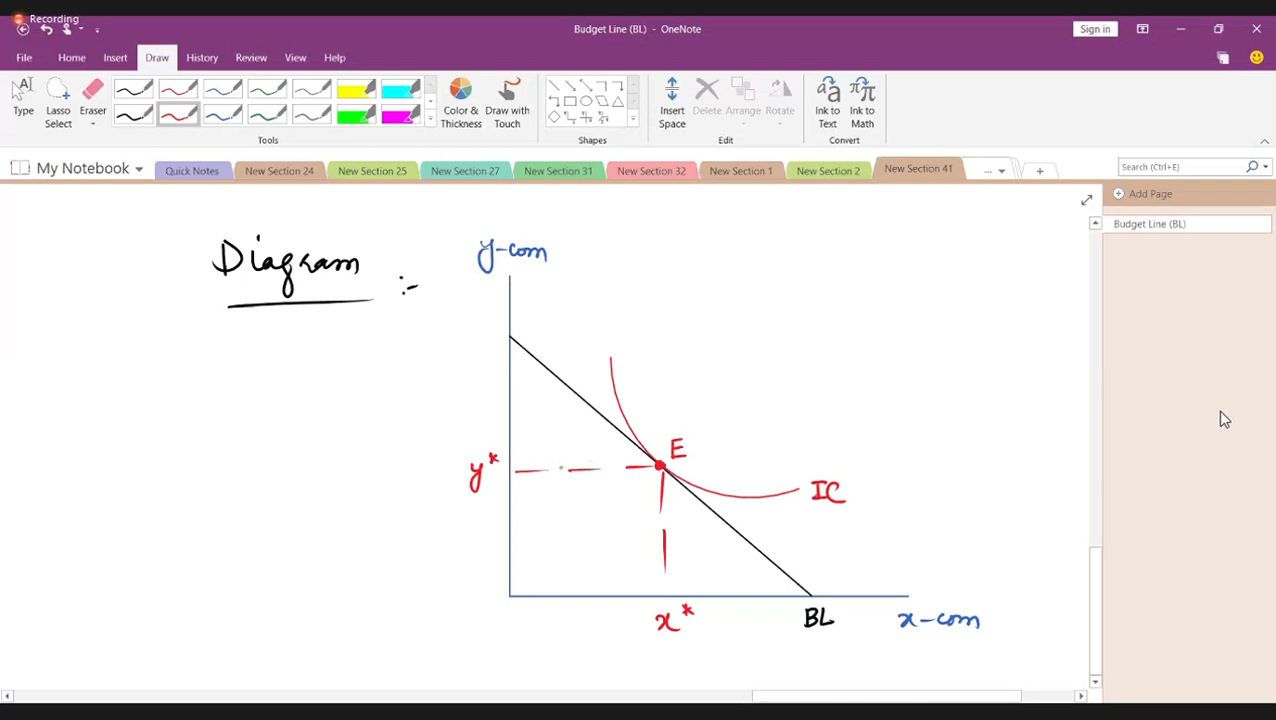 Recording
Budget Line (BL) - OneNote
Sign in
File Home Insert Draw History Review View Help
Type
Lasso Select
Eraser
Color & Thickness
Draw with Touch
Insert Space
Delete
Arrange
Rotate
Ink to Text
Ink to Math
Tools
Shapes
Edit
Convert
My Notebook
Quick Notes
New Section 24
New Section 25
New Section 27
New Section 31
New Section 32
New Section 1
New Section 2
New Section 41
...
Search (Ctrl+E)
Add Page
Budget Line (BL)
Diagram :-
y-com
E
y*
IC
x*
BL
x-com